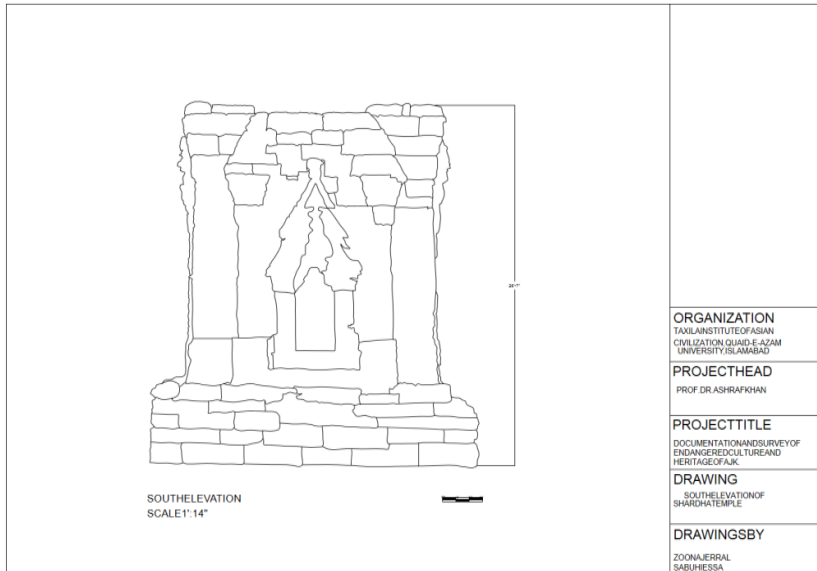 SOUTHELEVATION
SCALE1':14"
ORGANIZATION
TAXILAINSTITUTEOFASIAN
CIVILIZATION,QUAID-E-AZAM
UNIVERSITY,ISLAMABAD
PROJECTHEAD
PROF.DR.ASHRAFKHAN
PROJECTTITLE
DOCUMENTATIONANDSURVEYOF
ENDANGEREDCULTUREAND
HERITAGEOFAJK.
DRAWING
SOUTHELEVATIONOF
SHARDHATEMPLE
DRAWINGSBY
ZOONAJERRAL
SABUHIESSA